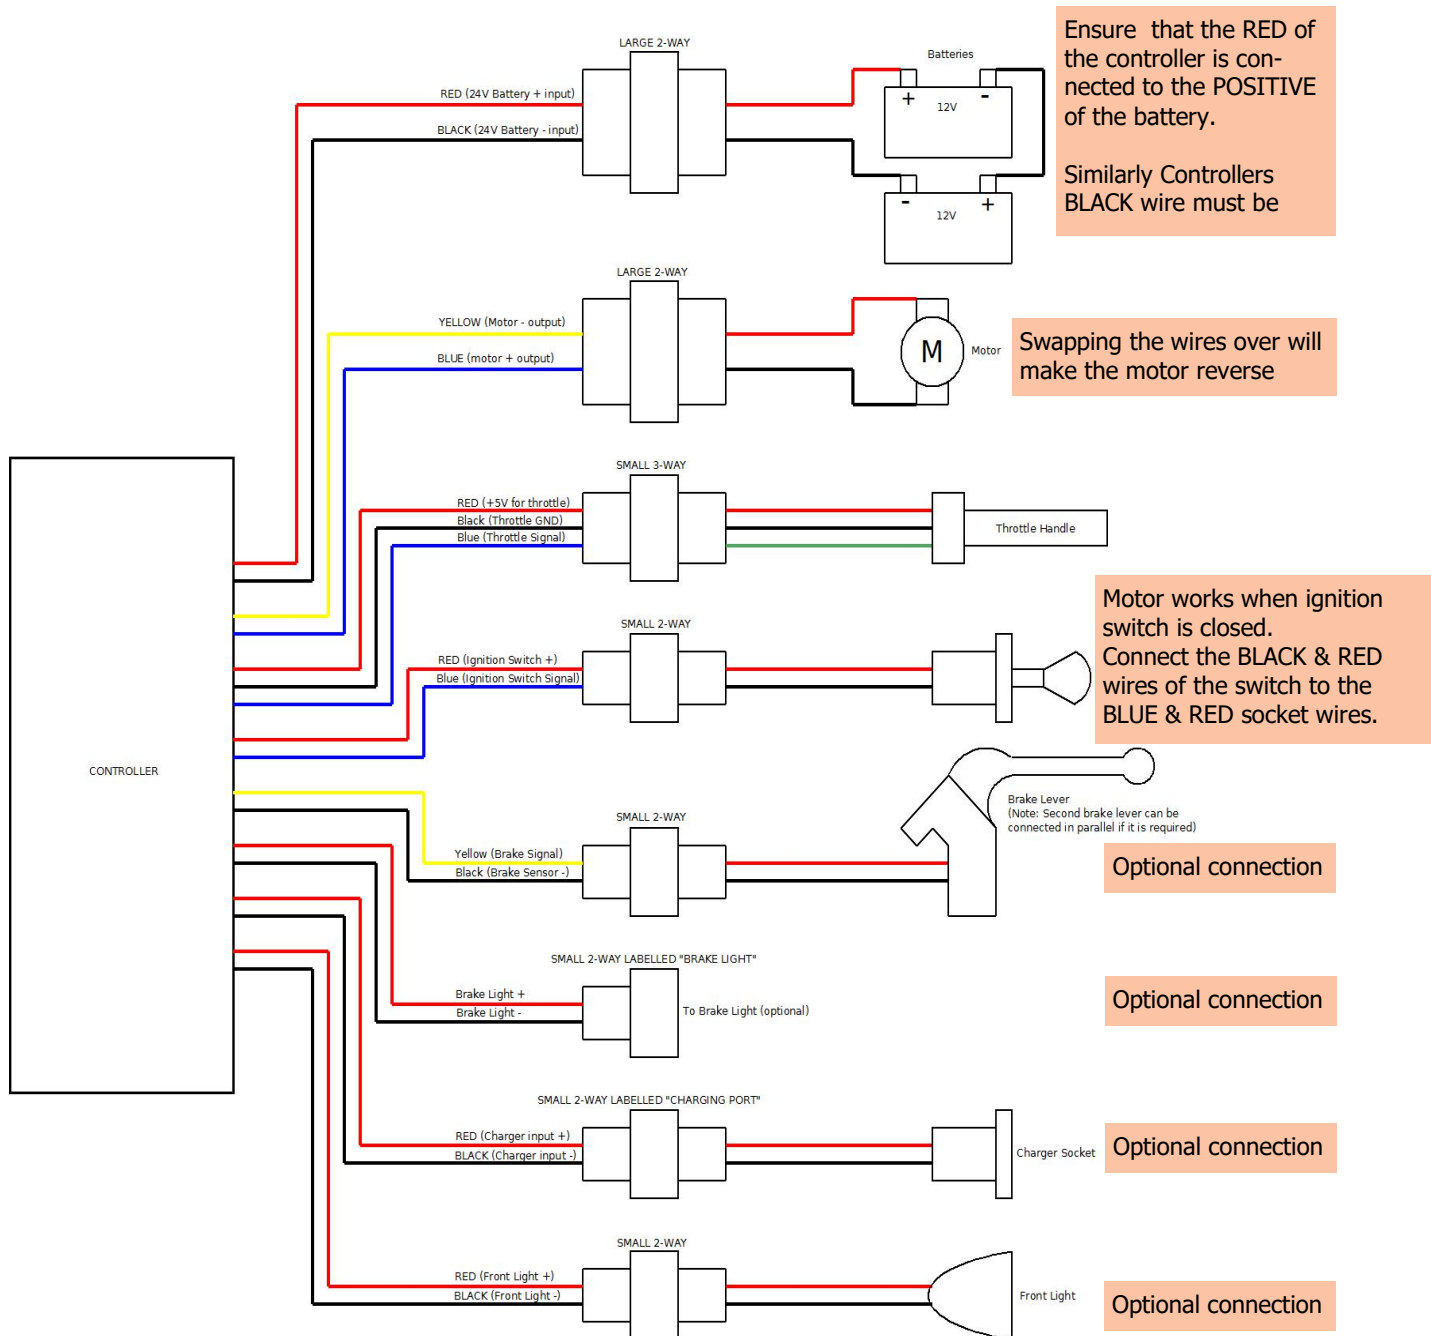 LARGE 2-WAY
Batteries
RED (24V Battery + input)
BLACK (24V Battery - input)
+ -
12V
- +
12V
Ensure that the RED of
the controller is con-
nected to the POSITIVE
of the battery.
Similarly Controllers
BLACK wire must be
LARGE 2-WAY
YELLOW (Motor - output)
BLUE (motor + output)
M
Motor
Swapping the wires over will
make the motor reverse
SMALL 3-WAY
RED (+5V for throttle)
Black (Throttle GND)
Blue (Throttle Signal)
Throttle Handle
SMALL 2-WAY
RED (Ignition Switch +)
Blue (Ignition Switch Signal)
Motor works when ignition
switch is closed.
Connect the BLACK & RED
wires of the switch to the
BLUE & RED socket wires.
CONTROLLER
SMALL 2-WAY
Yellow (Brake Signal)
Black (Brake Sensor -)
Brake Lever
(Note: Second brake lever can be
connected in parallel if it is required)
Optional connection
SMALL 2-WAY LABELLED "BRAKE LIGHT"
Brake Light +
Brake Light -
To Brake Light (optional)
Optional connection
SMALL 2-WAY LABELLED "CHARGING PORT"
RED (Charger input +)
BLACK (Charger input -)
Charger Socket
Optional connection
SMALL 2-WAY
RED (Front Light +)
BLACK (Front Light -)
Front Light
Optional connection